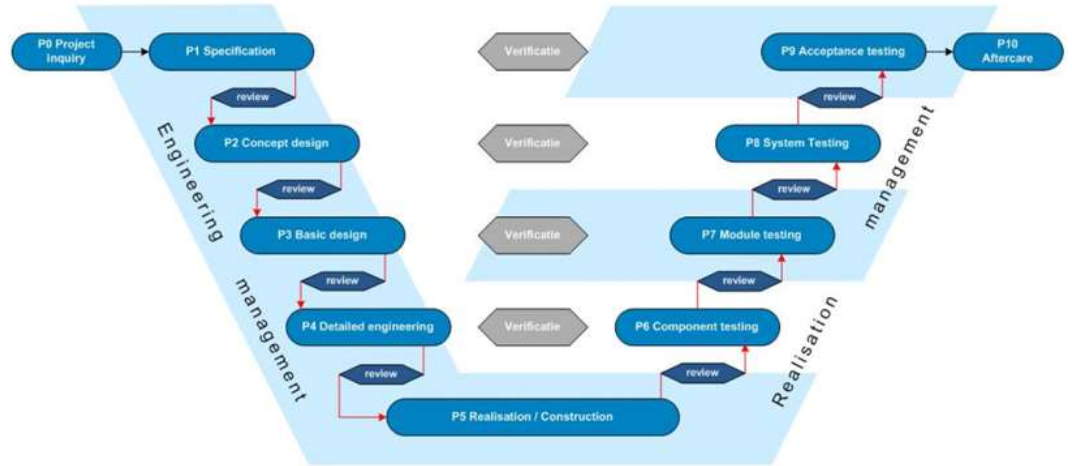 P0 Project
inquiry
P1 Specification
Verificatie
P9 Acceptance testing
P10
Aftercare
review
review
P2 Concept design
Verificatie
P8 System Testing
review
review
P3 Basic design
Verificatie
P7 Module testing
review
review
P4 Detailed engineering
Verificatie
P6 Component testing
review
review
P5 Realisation / Construction
Engineering
management
Realisation
management